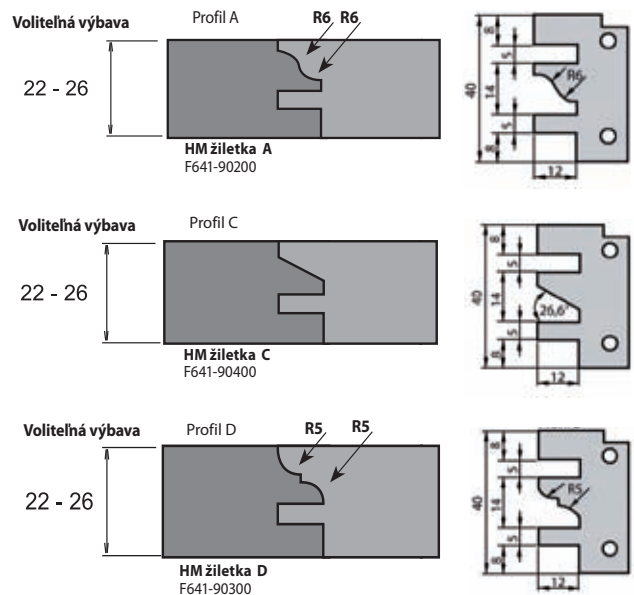 Voliteľná výbava
Profil A
R6 R6
22 - 26
HM žiletka A
F641-90200
8
5
14
40
5
8
R6
12
Voliteľná výbava
Profil C
22 - 26
HM žiletka C
F641-90400
8
5
14
40
5
8
26,6°
12
Voliteľná výbava
Profil D
R5 R5
22 - 26
HM žiletka D
F641-90300
8
5
14
40
5
8
R5
12